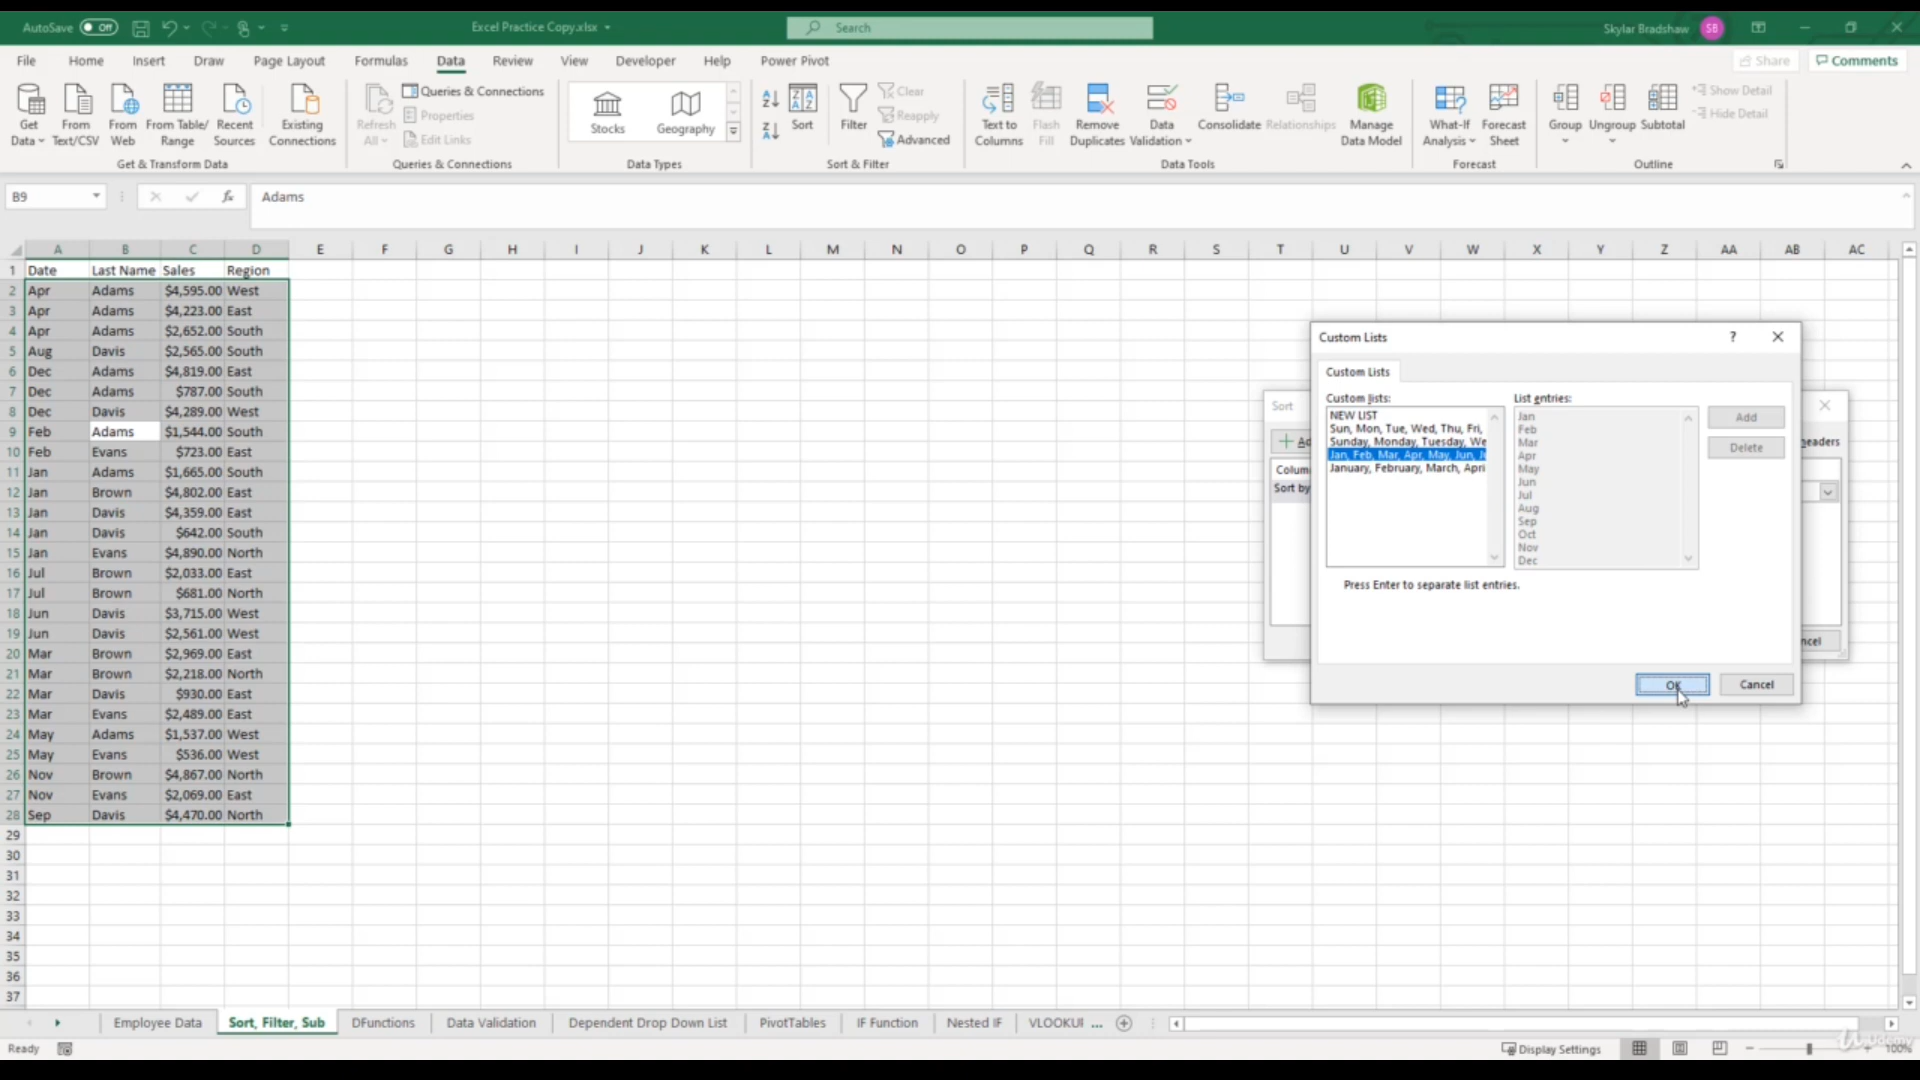 AutoSave Off
Excel Practice Copy.xlsx
Search
Skylar Bradshaw SB
File Home Insert Draw Page Layout Formulas Data Review View Developer Help Power Pivot Share Comments
Get Data
From Text/CSV
From Web
From Table/ Range
Recent Sources
Existing Connections
Get & Transform Data
Refresh All
Queries & Connections
Properties
Edit Links
Queries & Connections
Stocks
Geography
Data Types
Sort
Filter
Clear
Reapply
Advanced
Sort & Filter
Text to Columns
Flash Fill
Remove Duplicates
Data Validation
Consolidate
Relationships
Manage Data Model
Data Tools
What-If Analysis
Forecast Sheet
Forecast
Group
Ungroup
Subtotal
Show Detail
Hide Detail
Outline
B9 fx Adams
A B C D E F G H I J K L M N O P Q R S T U V W X Y Z AA AB AC
1 Date Last Name Sales Region
2 Apr Adams $4,595.00 West
3 Apr Adams $4,223.00 East
4 Apr Adams $2,652.00 South
5 Aug Davis $2,565.00 South
6 Dec Adams $4,819.00 East
7 Dec Adams $787.00 South
8 Dec Davis $4,289.00 West
9 Feb Adams $1,544.00 South
10 Feb Evans $723.00 East
11 Jan Adams $1,665.00 South
12 Jan Brown $4,802.00 East
13 Jan Davis $4,359.00 East
14 Jan Davis $642.00 South
15 Jan Evans $4,890.00 North
16 Jul Brown $2,033.00 East
17 Jul Brown $681.00 North
18 Jun Davis $3,715.00 West
19 Jun Davis $2,561.00 West
20 Mar Brown $2,969.00 East
21 Mar Brown $2,218.00 North
22 Mar Davis $930.00 East
23 Mar Evans $2,489.00 East
24 May Adams $1,537.00 West
25 May Evans $536.00 West
26 Nov Brown $4,867.00 North
27 Nov Evans $2,069.00 East
28 Sep Davis $4,470.00 North
29
30
31
32
33
34
35
36
37
Sort
Ad
Colum
Sort by
headers
ncel
Custom Lists ?
Custom Lists
Custom lists:
NEW LIST
Sun, Mon, Tue, Wed, Thu, Fri,
Sunday, Monday, Tuesday, We
Jan, Feb, Mar, Apr, May, Jun, J
January, February, March, April
List entries:
Jan
Feb
Mar
Apr
May
Jun
Jul
Aug
Sep
Oct
Nov
Dec
Add
Delete
Press Enter to separate list entries.
OK Cancel
Employee Data Sort, Filter, Sub DFunctions Data Validation Dependent Drop Down List PivotTables IF Function Nested IF VLOOKUI ...
Ready
Display Settings
100%
Udemy